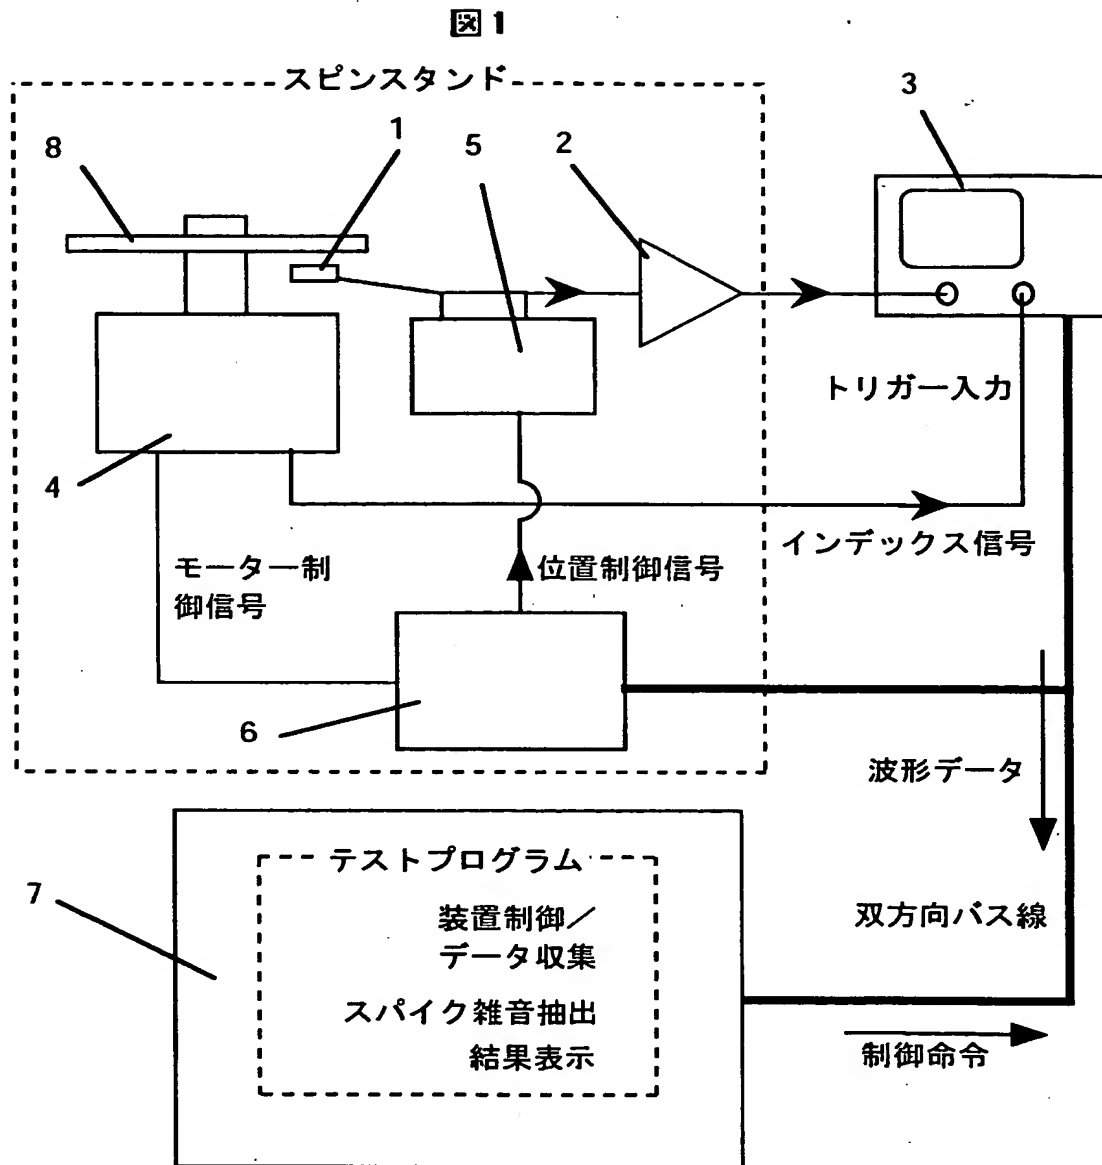 図1
スピンスタンド
3
1
5
2
8
トリガー入力
4
インデックス信号
モーター制
御信号
位置制御信号
6
波形データ
テストプログラム
7
装置制御／
データ収集
双方向バス線
スパイク雑音抽出
結果表示
制御命令